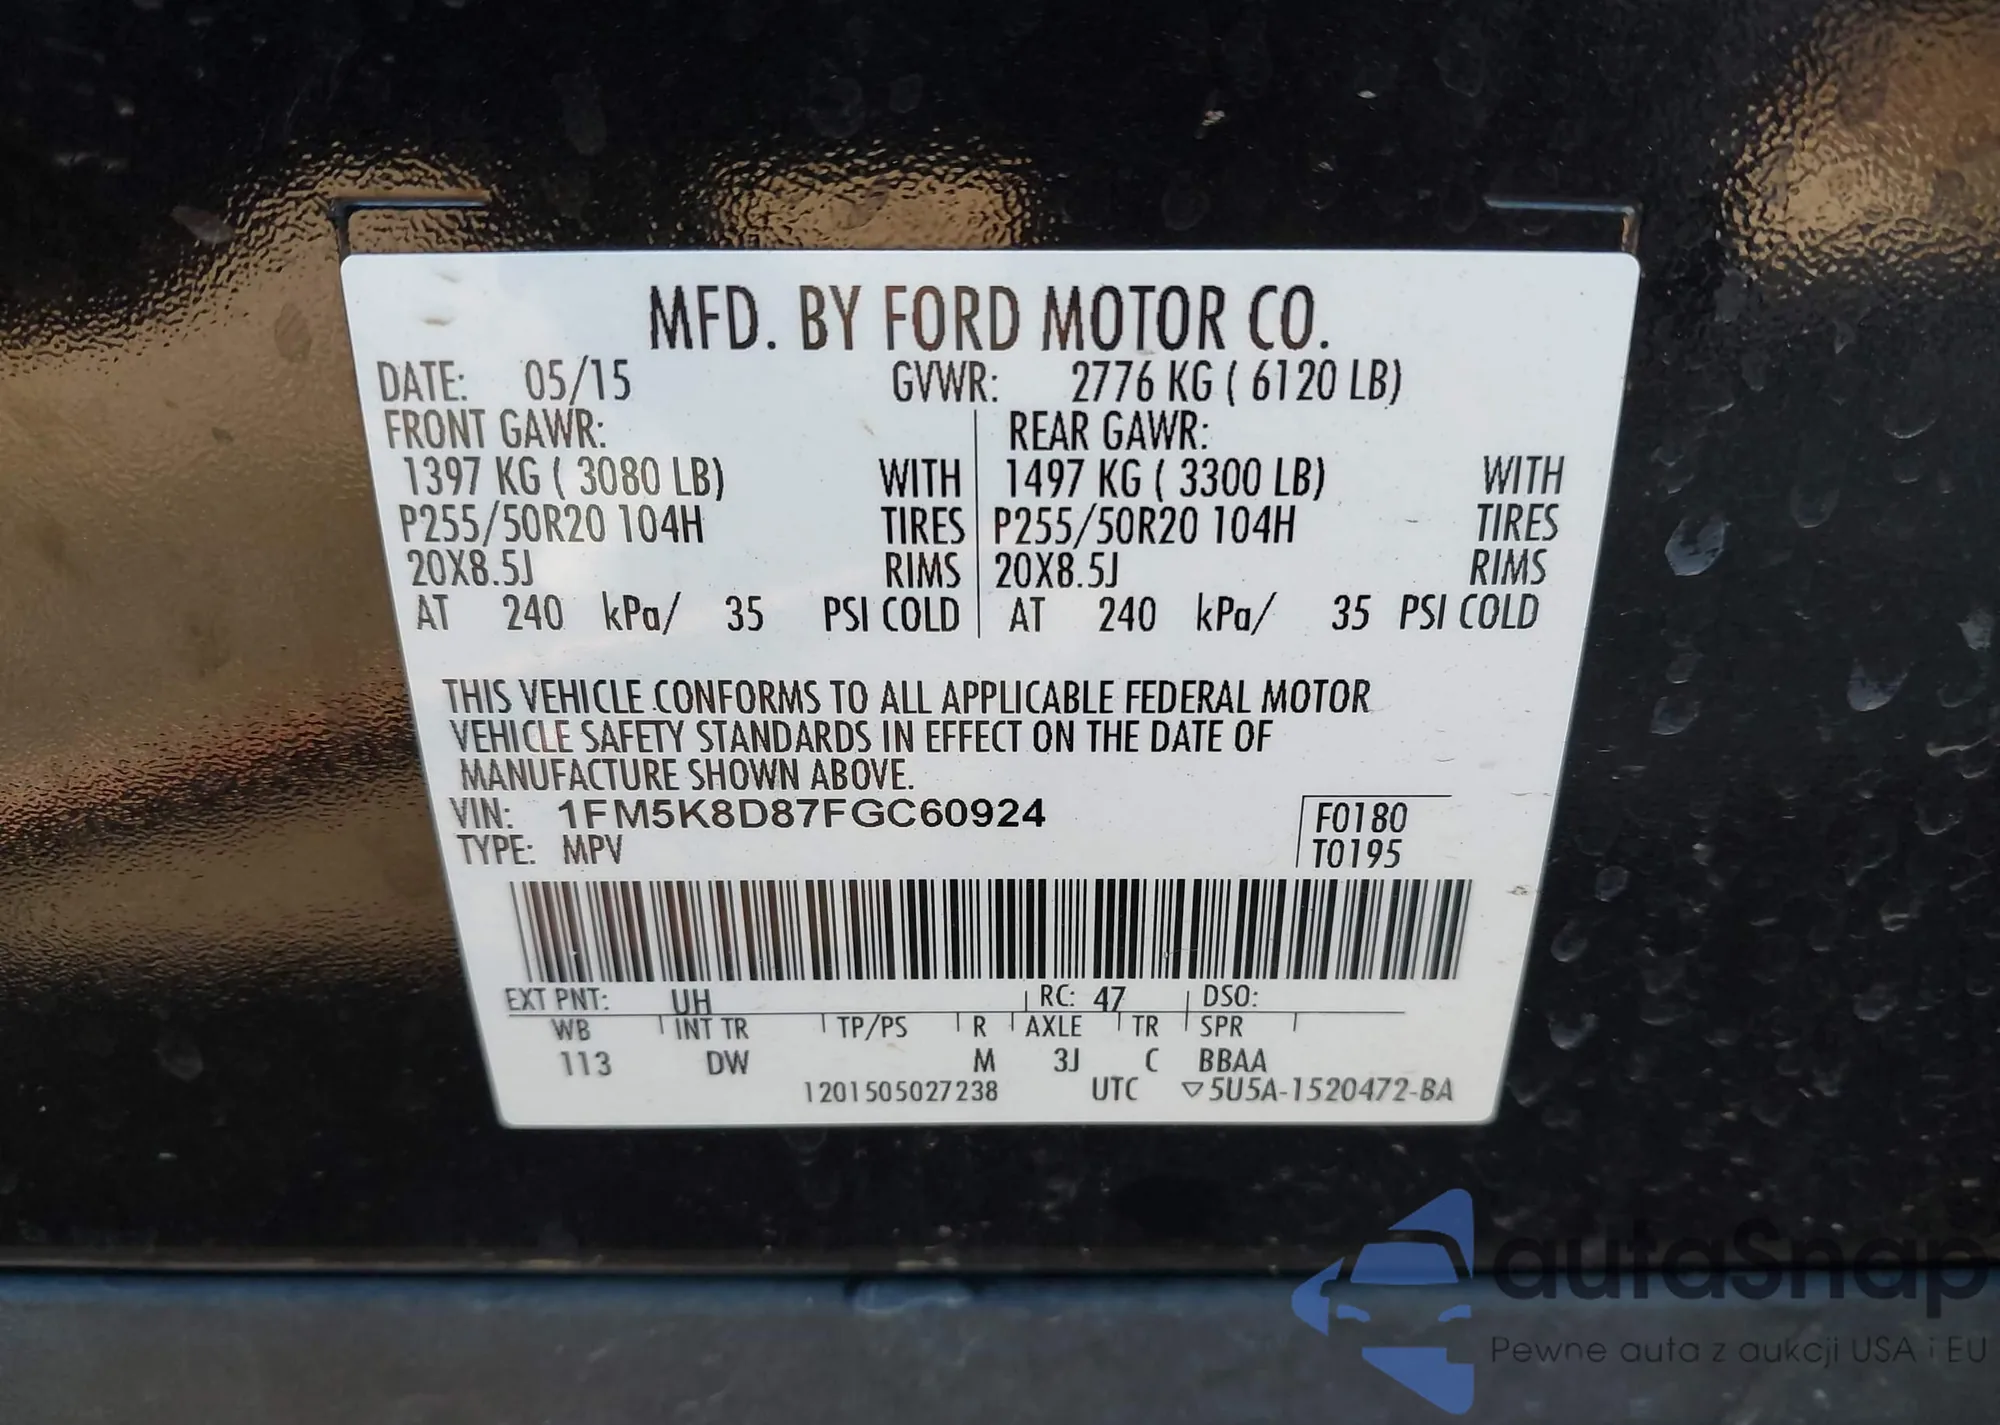 MFD. BY FORD MOTOR CO.
DATE: 05/15 GVWR: 2776 KG ( 6120 LB)
FRONT GAWR: REAR GAWR:
1397 KG ( 3080 LB) WITH 1497 KG ( 3300 LB) WITH
P255/50R20 104H TIRES P255/50R20 104H TIRES
20X8.5J RIMS 20X8.5J RIMS
AT 240 kPa/ 35 PSI COLD AT 240 kPa/ 35 PSI COLD
THIS VEHICLE CONFORMS TO ALL APPLICABLE FEDERAL MOTOR
VEHICLE SAFETY STANDARDS IN EFFECT ON THE DATE OF
MANUFACTURE SHOWN ABOVE.
VIN: 1FM5K8D87FGC60924 F0180
TYPE: MPV T0195
EXT PNT: UH RC: 47 DSO:
WB INT TR TP/PS R AXLE TR SPR
113 DW M 3J C BBAA
1201505027238 UTC ▽5U5A-1520472-BA
autaSnap
Pewne auta z aukcji USA i EU